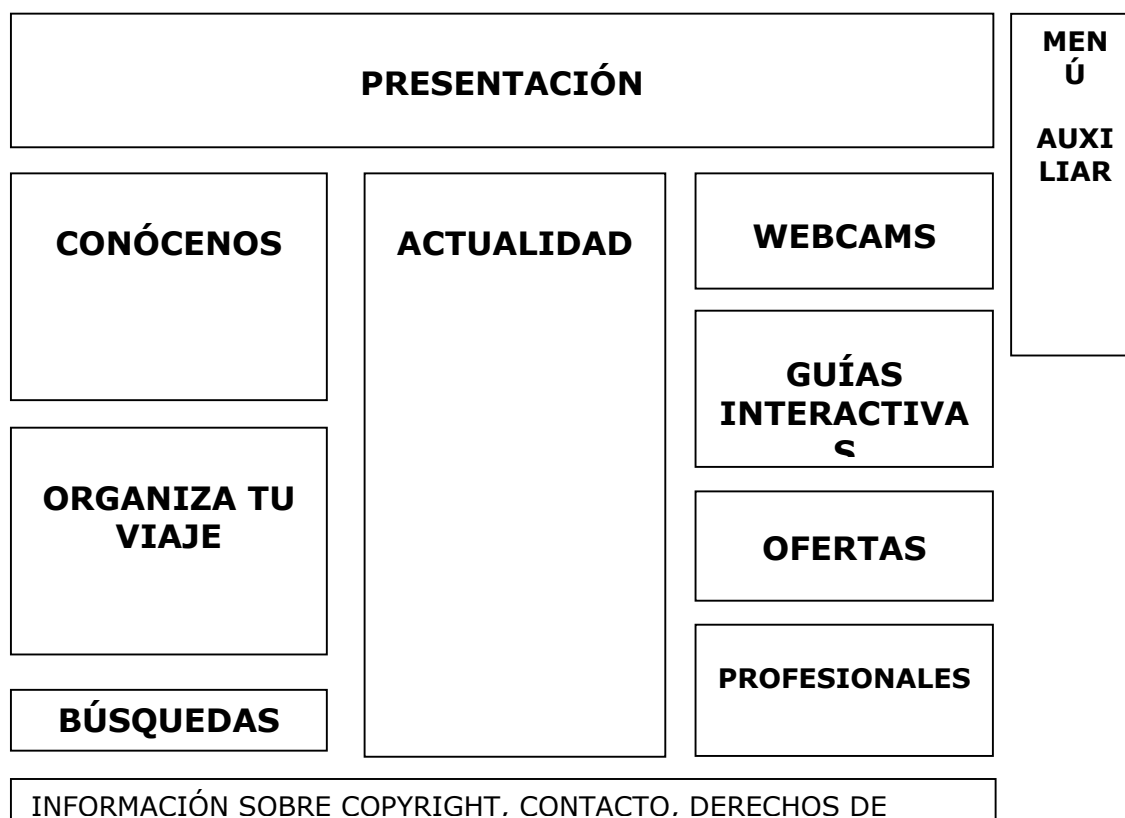 PRESENTACIÓN
MEN
Ú
AUXI
LIAR
CONÓCENOS
ACTUALIDAD
WEBCAMS
GUÍAS
INTERACTIVA
S
ORGANIZA TU
VIAJE
OFERTAS
PROFESIONALES
BÚSQUEDAS
INFORMACIÓN SOBRE COPYRIGHT, CONTACTO, DERECHOS DE